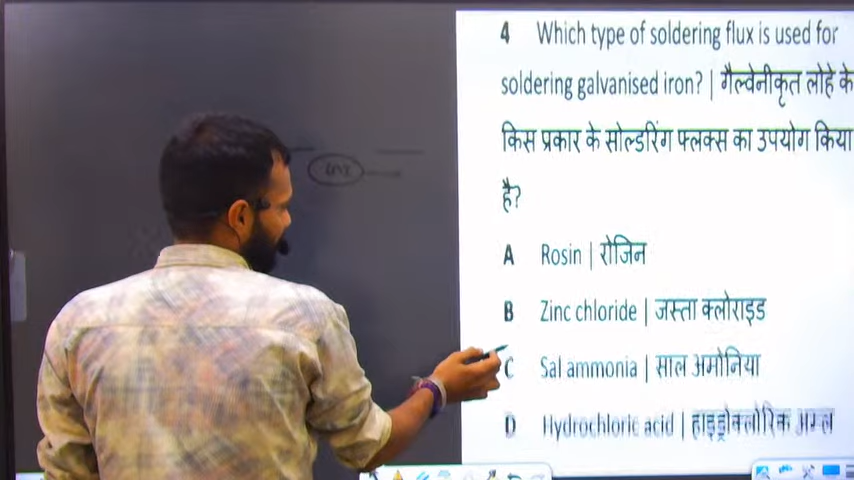 4 Which type of soldering flux is used for
soldering galvanised iron? | गैल्वेनीकृत लोहे के
किस प्रकार के सोल्डरिंग फ्लक्स का उपयोग किया
है?
A Rosin | रोजिन
B Zinc chloride | जस्ता क्लोराइड
C Sal ammonia | साल अमोनिया
D Hydrochloric acid | हाइड्रोक्लोरिक अम्ल